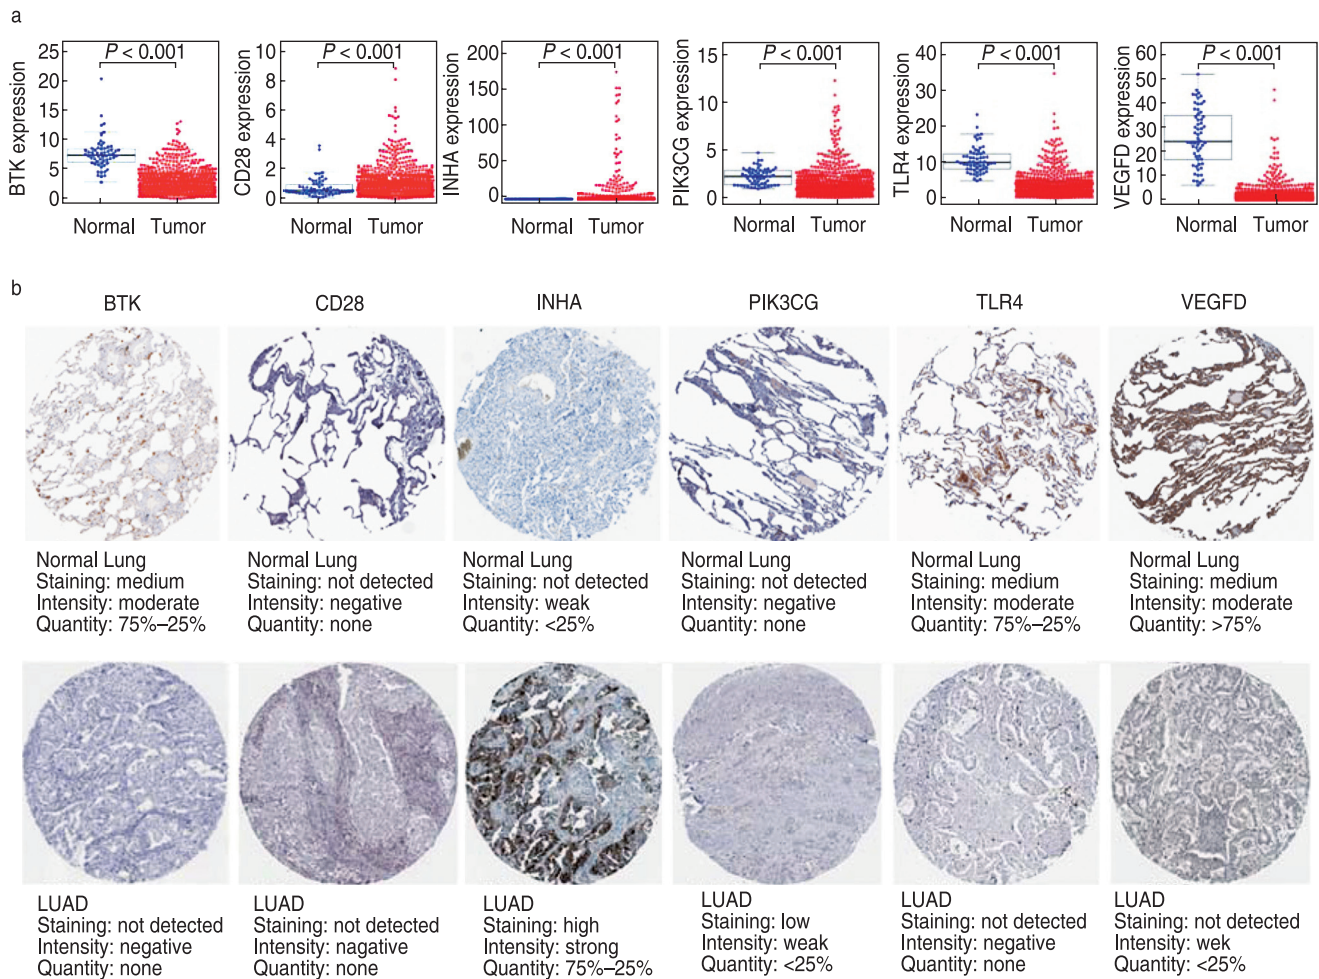 a
P < 0.001
P < 0.001
P < 0.001
P < 0.001
P < 0.001
P < 0.001
BTK expression
25
20
15
10
5
0
Normal Tumor
CD28 expression
10
8
6
4
2
0
Normal Tumor
INHA expression
200
150
100
50
0
Normal Tumor
PIK3CG expression
15
10
5
0
Normal Tumor
TLR4 expression
40
30
20
10
0
Normal Tumor
VEGFD expression
60
50
40
30
20
10
0
Normal Tumor
b
BTK CD28 INHA PIK3CG TLR4 VEGFD
Normal Lung
Staining: medium
Intensity: moderate
Quantity: 75%–25%
Normal Lung
Staining: not detected
Intensity: negative
Quantity: none
Normal Lung
Staining: not detected
Intensity: weak
Quantity: <25%
Normal Lung
Staining: not detected
Intensity: negative
Quantity: none
Normal Lung
Staining: medium
Intensity: moderate
Quantity: 75%–25%
Normal Lung
Staining: medium
Intensity: moderate
Quantity: >75%
LUAD
Staining: not detected
Intensity: negative
Quantity: none
LUAD
Staining: not detected
Intensity: nagative
Quantity: none
LUAD
Staining: high
Intensity: strong
Quantity: 75%–25%
LUAD
Staining: low
Intensity: weak
Quantity: <25%
LUAD
Staining: not detected
Intensity: negative
Quantity: none
LUAD
Staining: not detected
Intensity: wek
Quantity: <25%